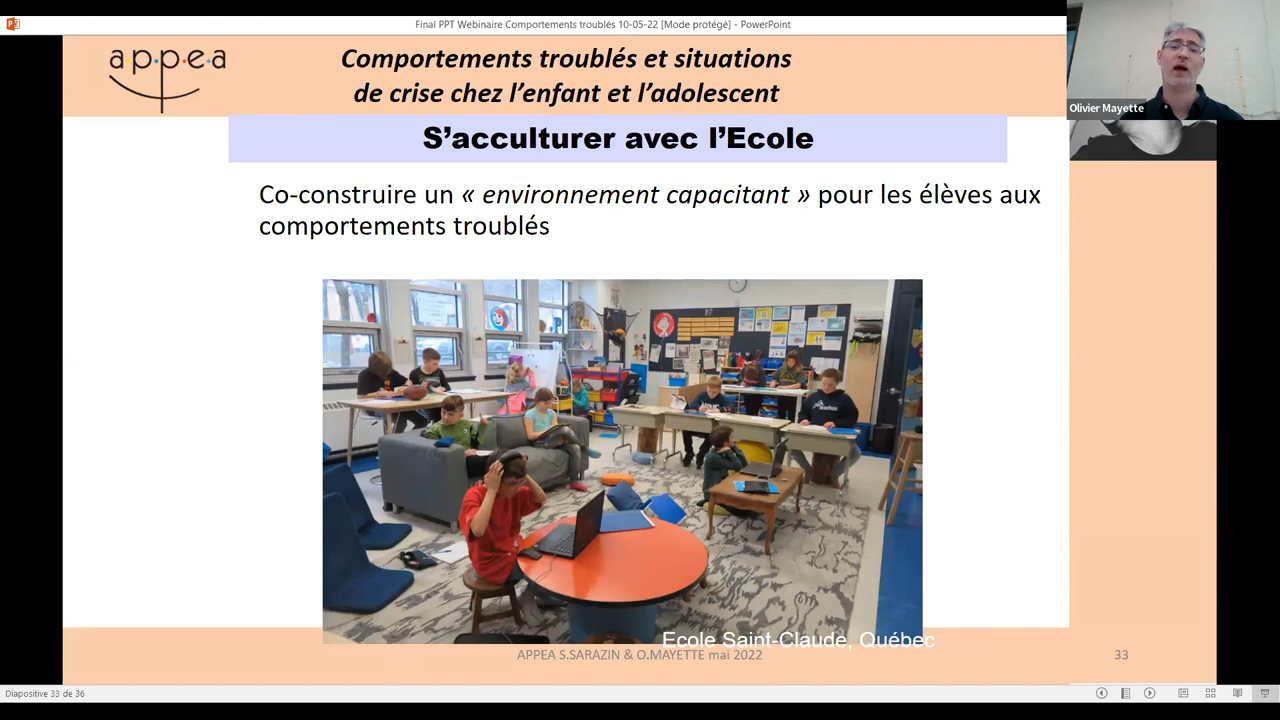 Final PPT Webinaire Comportements troublés 10-05-22 [Mode protégé] - PowerPoint
appea
Comportements troublés et situations
de crise chez l’enfant et l’adolescent
Olivier Mayette
S’acculturer avec l’Ecole
Co-construire un « environnement capacitant » pour les élèves aux
comportements troublés
Ecole Saint-Claude, Québec
APPEA S.SARAZIN & O.MAYETTE mai 2022
33
Diapositive 33 de 36